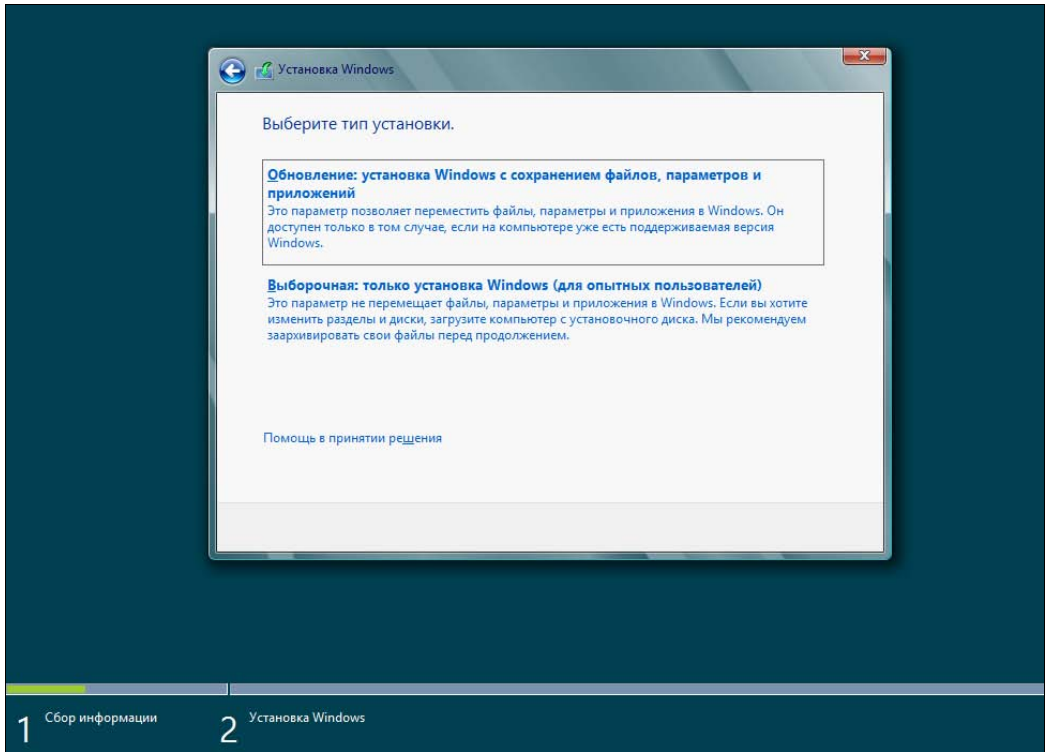 Установка Windows
Выберите тип установки.
Обновление: установка Windows с сохранением файлов, параметров и
приложений
Это параметр позволяет переместить файлы, параметры и приложения в Windows. Он
доступен только в том случае, если на компьютере уже есть поддерживаемая версия
Windows.
Выборочная: только установка Windows (для опытных пользователей)
Это параметр не перемещает файлы, параметры и приложения в Windows. Если вы хотите
изменить разделы и диски, загрузите компьютер с установочного диска. Мы рекомендуем
заархивировать свои файлы перед продолжением.
Помощь в принятии решения
1 Сбор информации
2 Установка Windows